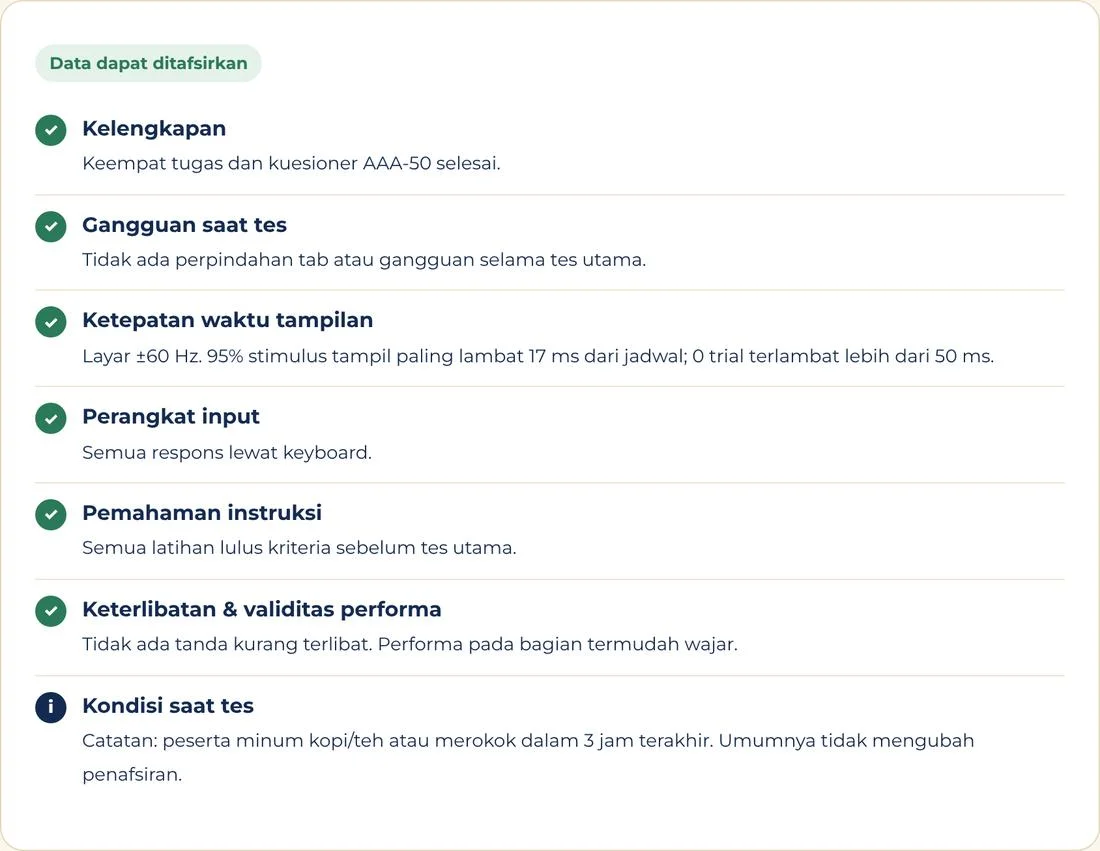 Data dapat ditafsirkan
Kelengkapan
Keempat tugas dan kuesioner AAA-50 selesai.
Gangguan saat tes
Tidak ada perpindahan tab atau gangguan selama tes utama.
Ketepatan waktu tampilan
Layar ±60 Hz. 95% stimulus tampil paling lambat 17 ms dari jadwal; 0 trial terlambat lebih dari 50 ms.
Perangkat input
Semua respons lewat keyboard.
Pemahaman instruksi
Semua latihan lulus kriteria sebelum tes utama.
Keterlibatan & validitas performa
Tidak ada tanda kurang terlibat. Performa pada bagian termudah wajar.
Kondisi saat tes
Catatan: peserta minum kopi/teh atau merokok dalam 3 jam terakhir. Umumnya tidak mengubah
penafsiran.